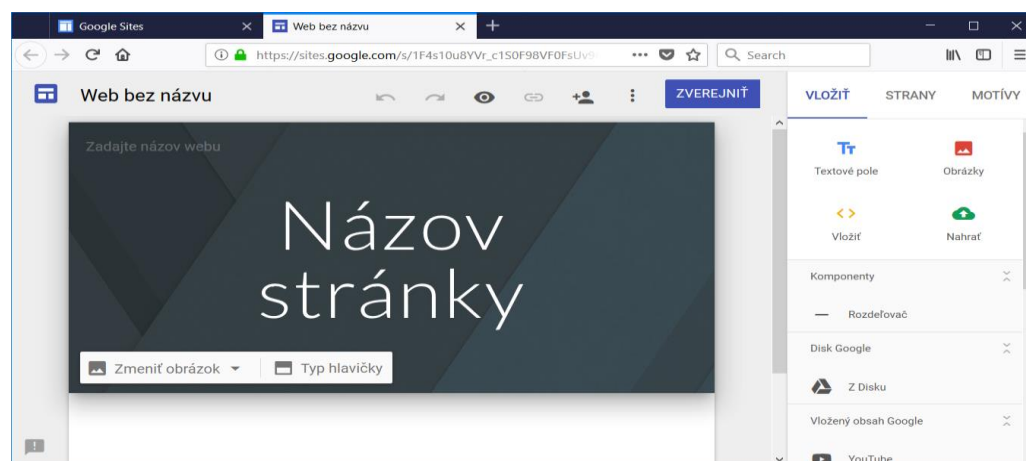 Google Sites
Web bez názvu
https://sites.google.com/s/1F4s10u8YVr_c1S0F98VF0FsUv9
Search
Web bez názvu
ZVEREJNIŤ
VLOŽIŤ STRANY MOTÍVY
Zadajte názov webu
Názov
stránky
Zmeniť obrázok
Typ hlavičky
Textové pole
Obrázky
Vložiť
Nahrať
Komponenty
Rozdeľovač
Disk Google
Z Disku
Vložený obsah Google
YouTube